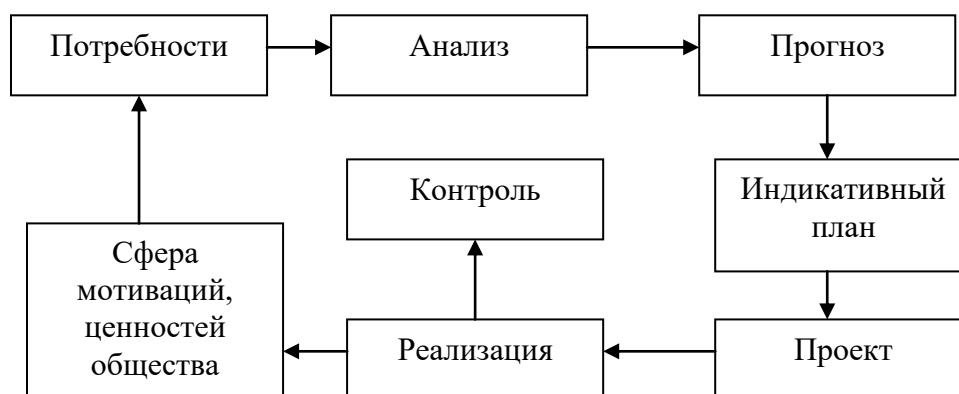 Потребности
Анализ
Прогноз
Контроль
Индикативный
план
Сфера
мотиваций,
ценностей
общества
Реализация
Проект